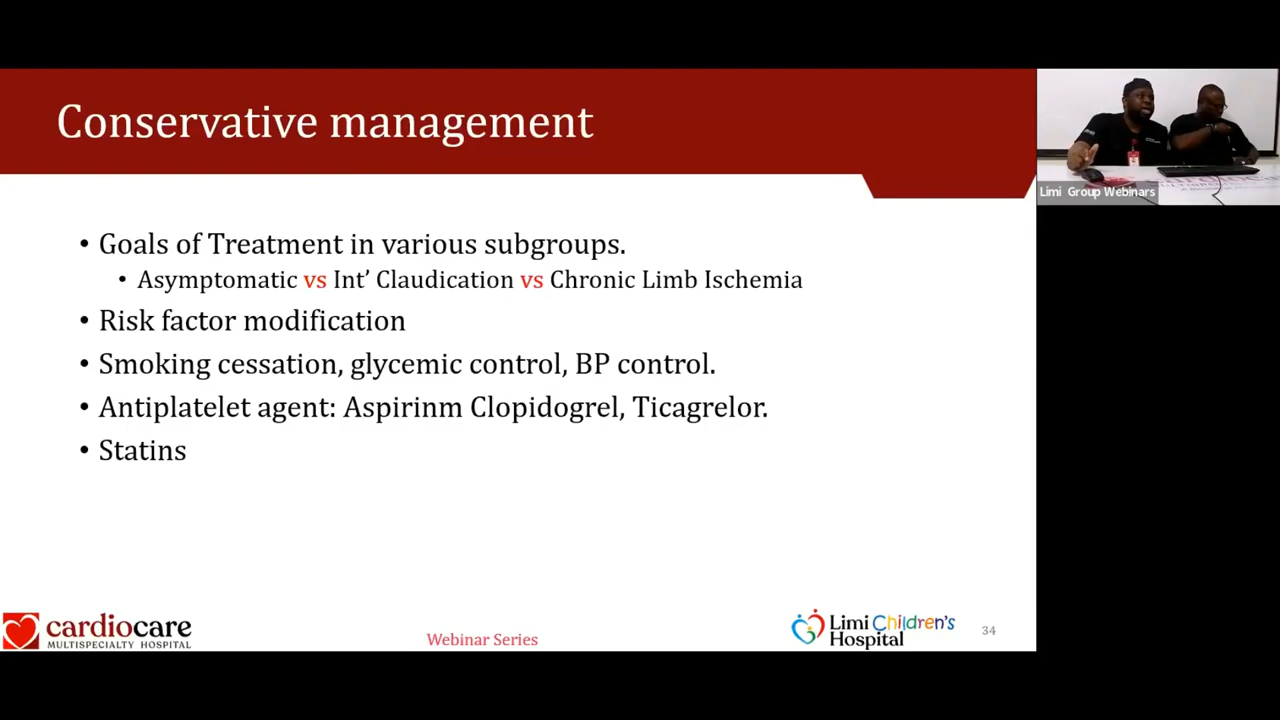 Conservative management
• Goals of Treatment in various subgroups.
• Asymptomatic vs Int’ Claudication vs Chronic Limb Ischemia
• Risk factor modification
• Smoking cessation, glycemic control, BP control.
• Antiplatelet agent: Aspirinm Clopidogrel, Ticagrelor.
• Statins
Limi Group Webinars
cardiocare
MULTISPECIALTY HOSPITAL
Webinar Series
Limi Children's
Hospital
34